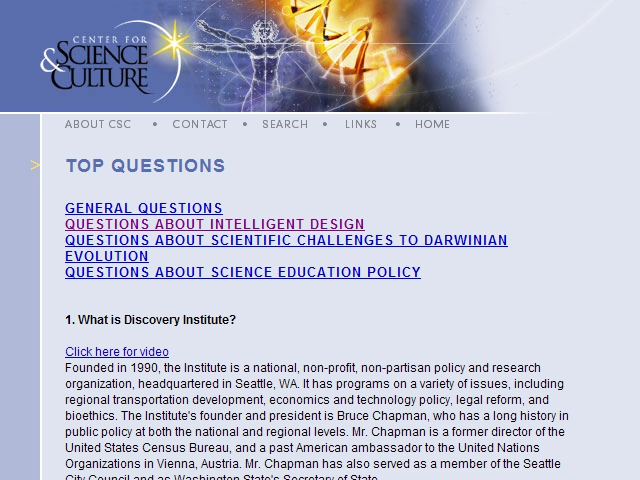 CENTER FOR
& SCIENCE
CULTURE
ABOUT CSC • CONTACT • SEARCH • LINKS • HOME
> TOP QUESTIONS
GENERAL QUESTIONS
QUESTIONS ABOUT INTELLIGENT DESIGN
QUESTIONS ABOUT SCIENTIFIC CHALLENGES TO DARWINIAN
EVOLUTION
QUESTIONS ABOUT SCIENCE EDUCATION POLICY
1. What is Discovery Institute?
Click here for video
Founded in 1990, the Institute is a national, non-profit, non-partisan policy and research
organization, headquartered in Seattle, WA. It has programs on a variety of issues, including
regional transportation development, economics and technology policy, legal reform, and
bioethics. The Institute's founder and president is Bruce Chapman, who has a long history in
public policy at both the national and regional levels. Mr. Chapman is a former director of the
United States Census Bureau, and a past American ambassador to the United Nations
Organizations in Vienna, Austria. Mr. Chapman has also served as a member of the Seattle
City Council and as Washington State's Secretary of State.